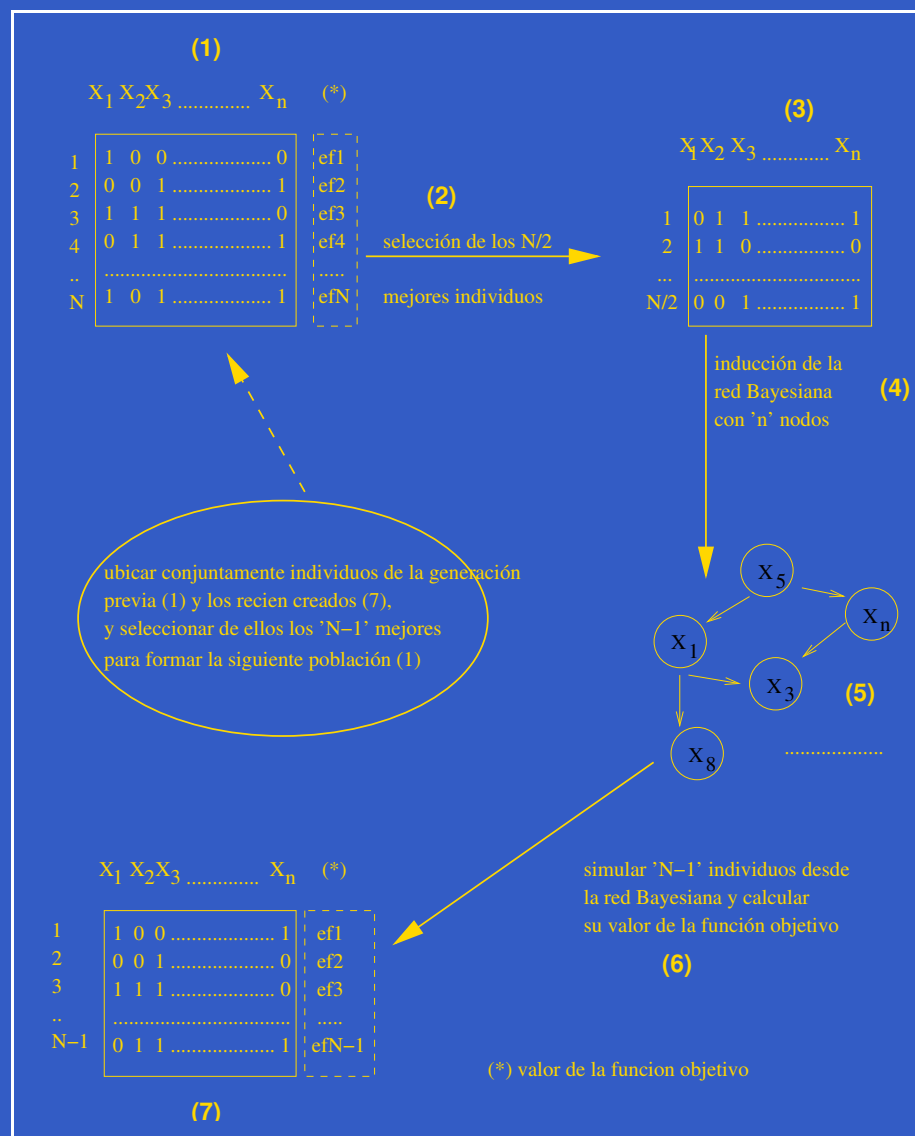 (1)
X1 X2X3 .............. Xn (*)
1 1 0 0 ................... 0 ef1
2 0 0 1 ................... 1 ef2
3 1 1 1 ................... 0 ef3
4 0 1 1 ................... 1 ef4
.. .................................. .....
N 1 0 1 ................... 1 efN
(2)
selección de los N/2
mejores individuos
(3)
X1 X2 X3 ............. Xn
1 0 1 1 ................. 1
2 1 1 0 ................. 0
... ...............................
N/2 0 0 1 ................. 1
inducción de la
red Bayesiana
con 'n' nodos
(4)
ubicar conjuntamente individuos de la generación
previa (1) y los recien creados (7),
y seleccionar de ellos los 'N−1' mejores
para formar la siguiente población (1)
X5
Xn
X1
X3
(5)
X8 ...................
simular 'N−1' individuos desde
la red Bayesiana y calcular
su valor de la función objetivo
(6)
X1 X2X3 .............. Xn (*)
1 1 0 0 .................... 1 ef1
2 0 0 1 .................... 0 ef2
3 1 1 1 .................... 0 ef3
.. .................................. .....
N−1 0 1 1 .................... 1 efN−1
(7)
(*) valor de la funcion objetivo